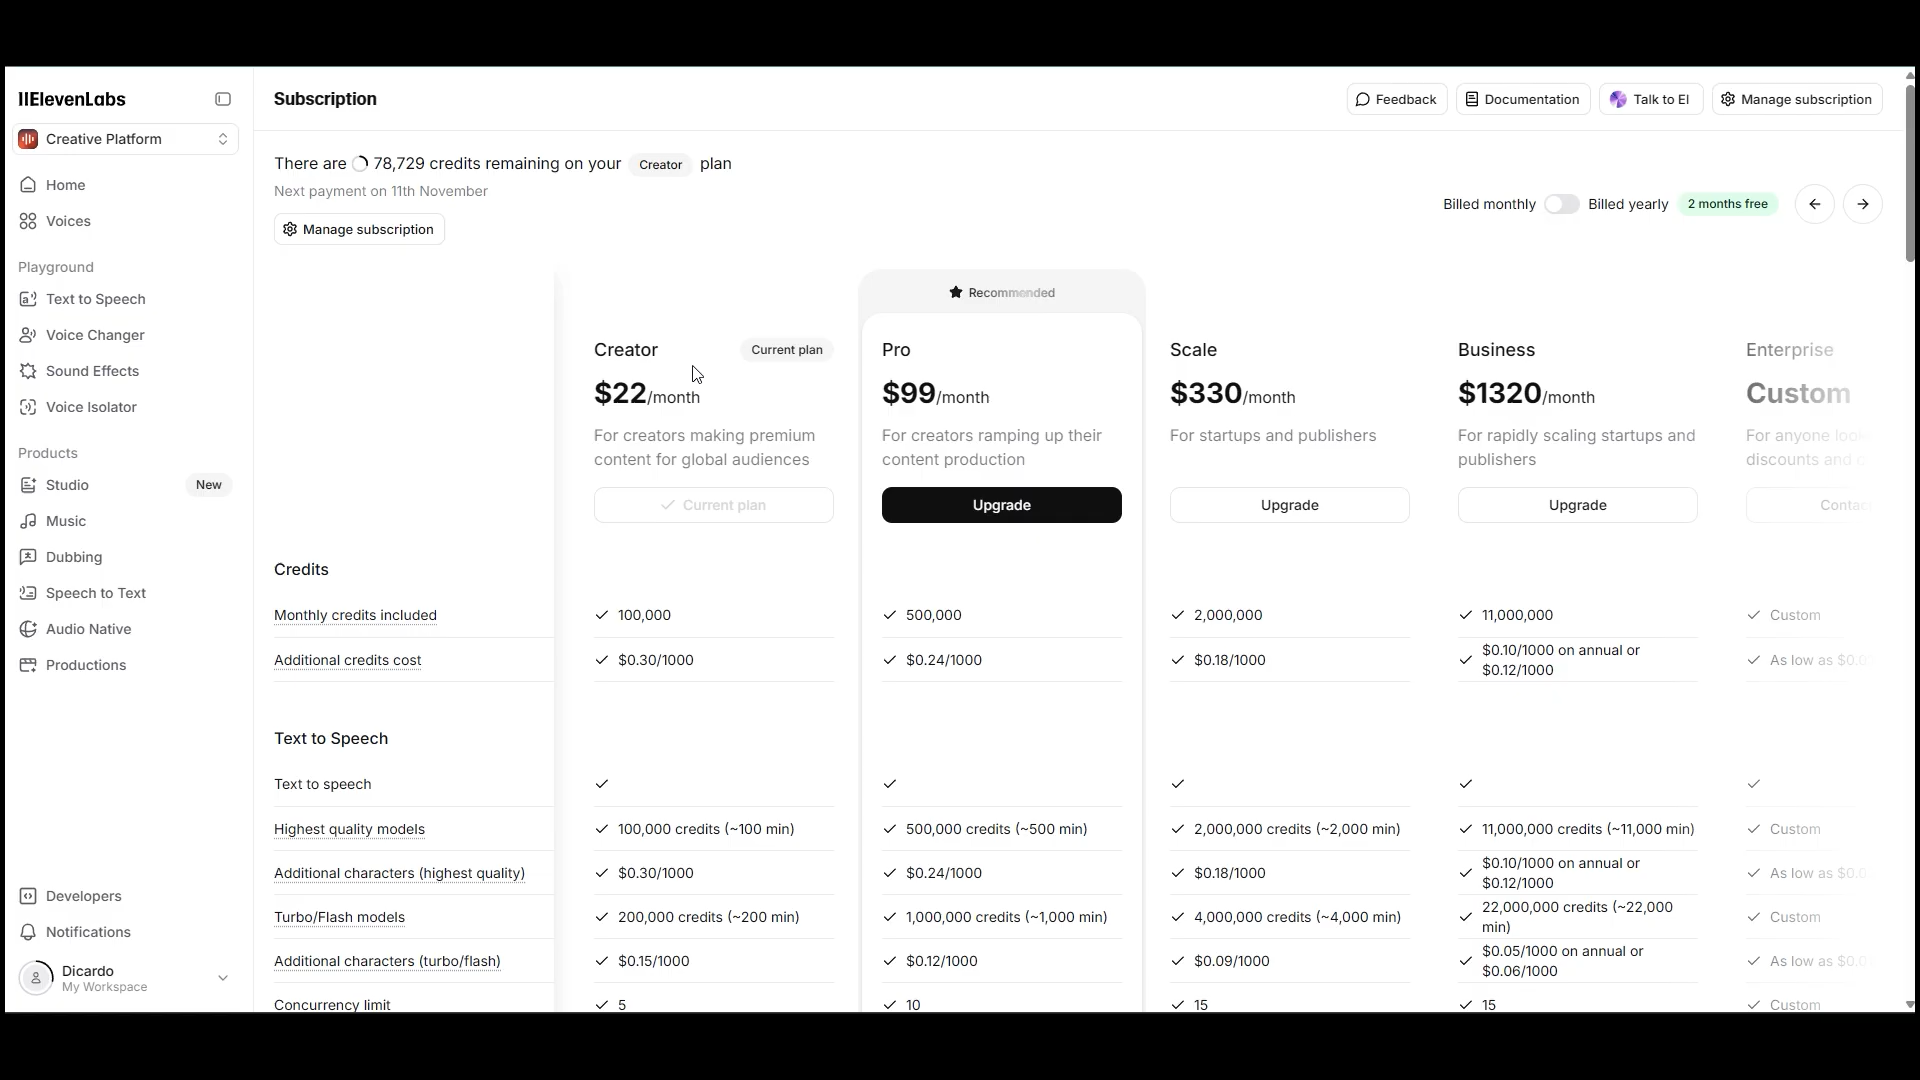 IIElevenLabs
Creative Platform
Home
Voices
Playground
Text to Speech
Voice Changer
Sound Effects
Voice Isolator
Products
Studio New
Music
Dubbing
Speech to Text
Audio Native
Productions
Developers
Notifications
Dicardo
My Workspace
Subscription
Feedback
Documentation
Talk to El
Manage subscription
There are 78,729 credits remaining on your Creator plan
Next payment on 11th November
Manage subscription
Billed monthly Billed yearly 2 months free
Recommended
Creator Current plan
$22/month
For creators making premium
content for global audiences
Current plan
Pro
$99/month
For creators ramping up their
content production
Upgrade
Scale
$330/month
For startups and publishers
Upgrade
Business
$1320/month
For rapidly scaling startups and
publishers
Upgrade
Enterprise
Custom
For anyone
discounts and
Credits
Monthly credits included 100,000 500,000 2,000,000 11,000,000 Custom
Additional credits cost $0.30/1000 $0.24/1000 $0.18/1000 $0.10/1000 on annual or
$0.12/1000 As low as
Text to Speech
Text to speech
Highest quality models 100,000 credits (~100 min) 500,000 credits (~500 min) 2,000,000 credits (~2,000 min) 11,000,000 credits (~11,000 min) Custom
Additional characters (highest quality) $0.30/1000 $0.24/1000 $0.18/1000 $0.10/1000 on annual or
$0.12/1000 As low as
Turbo/Flash models 200,000 credits (~200 min) 1,000,000 credits (~1,000 min) 4,000,000 credits (~4,000 min) 22,000,000 credits (~22,000
min) Custom
Additional characters (turbo/flash) $0.15/1000 $0.12/1000 $0.09/1000 $0.05/1000 on annual or
$0.06/1000 As low as
Concurrency limit 5 10 15 15 Custom